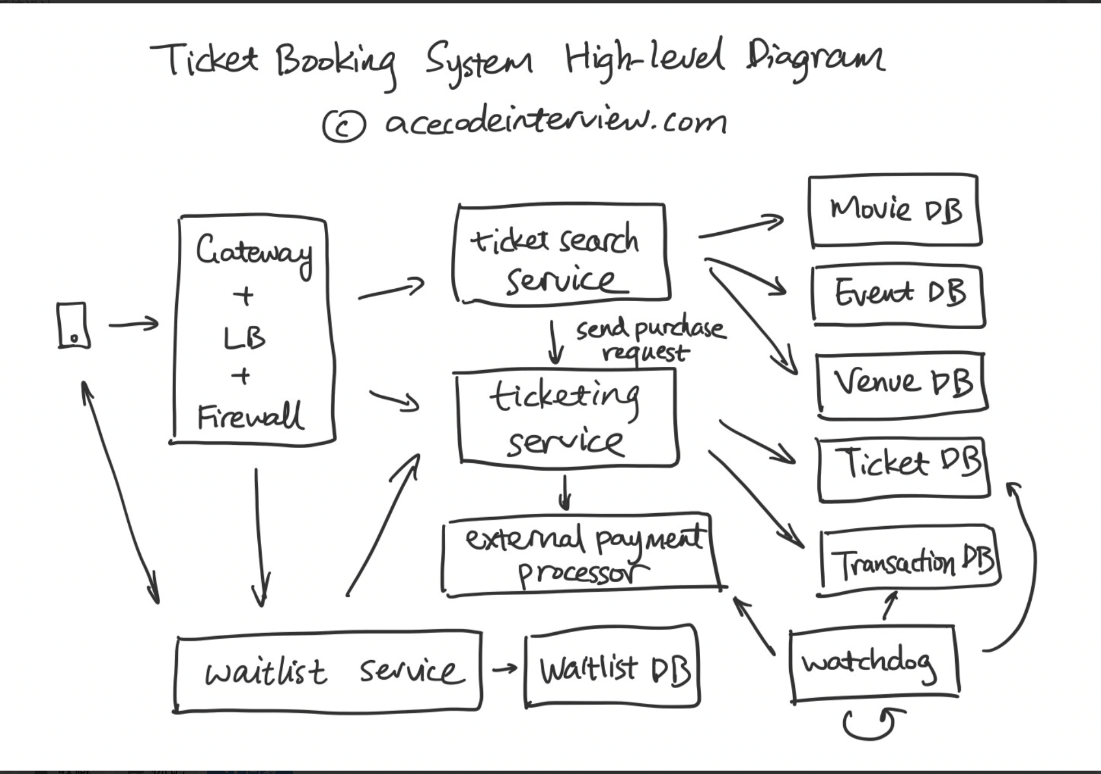 Ticket Booking System High-level Diagram
© acecodeinterview.com
Gateway
+
LB
+
Firewall
ticket search
service
send purchase
request
ticketing
service
external payment
processor
Movie DB
Event DB
Venue DB
Ticket DB
Transaction DB
waitlist service
Waitlist DB
watchdog